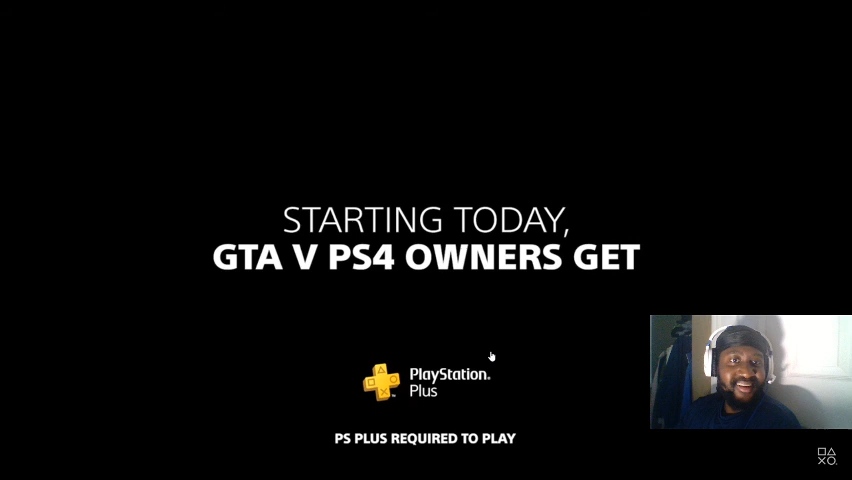 STARTING TODAY,
GTA V PS4 OWNERS GET
PlayStation®
Plus
PS PLUS REQUIRED TO PLAY